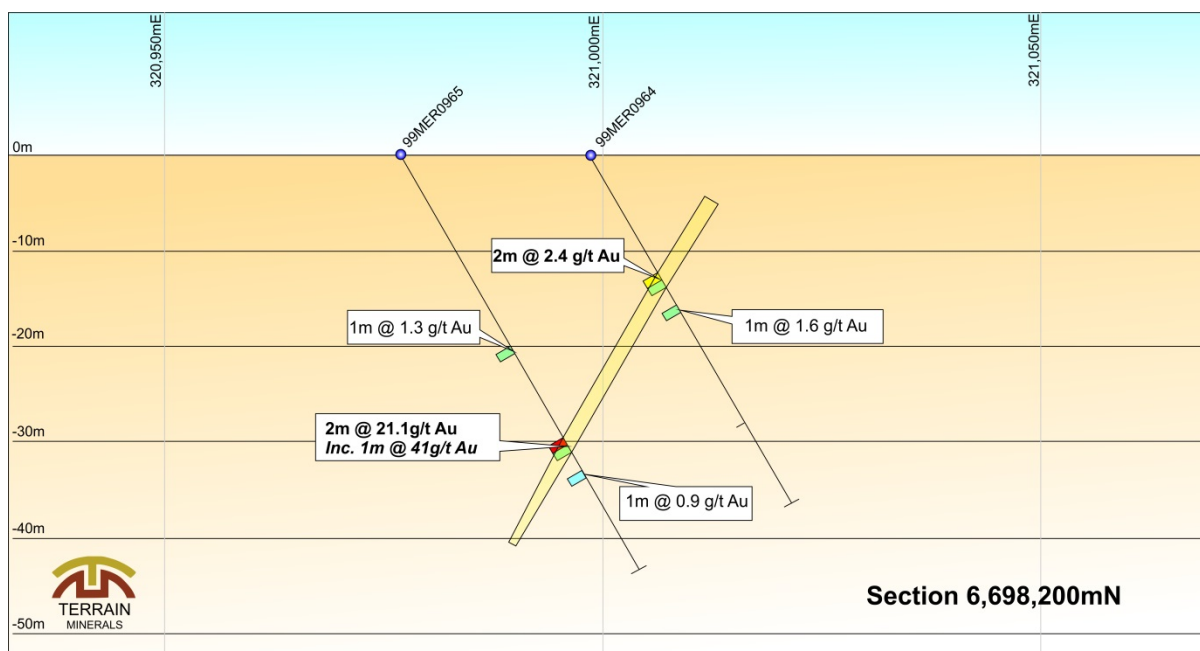 320,950mE
321,000mE
321,050mE
99MER0965
99MER0964
0m
-10m
2m @ 2.4 g/t Au
-20m
1m @ 1.3 g/t Au
1m @ 1.6 g/t Au
-30m
2m @ 21.1g/t Au
Inc. 1m @ 41g/t Au
1m @ 0.9 g/t Au
-40m
TERRAIN
MINERALS
Section 6,698,200mN
-50m